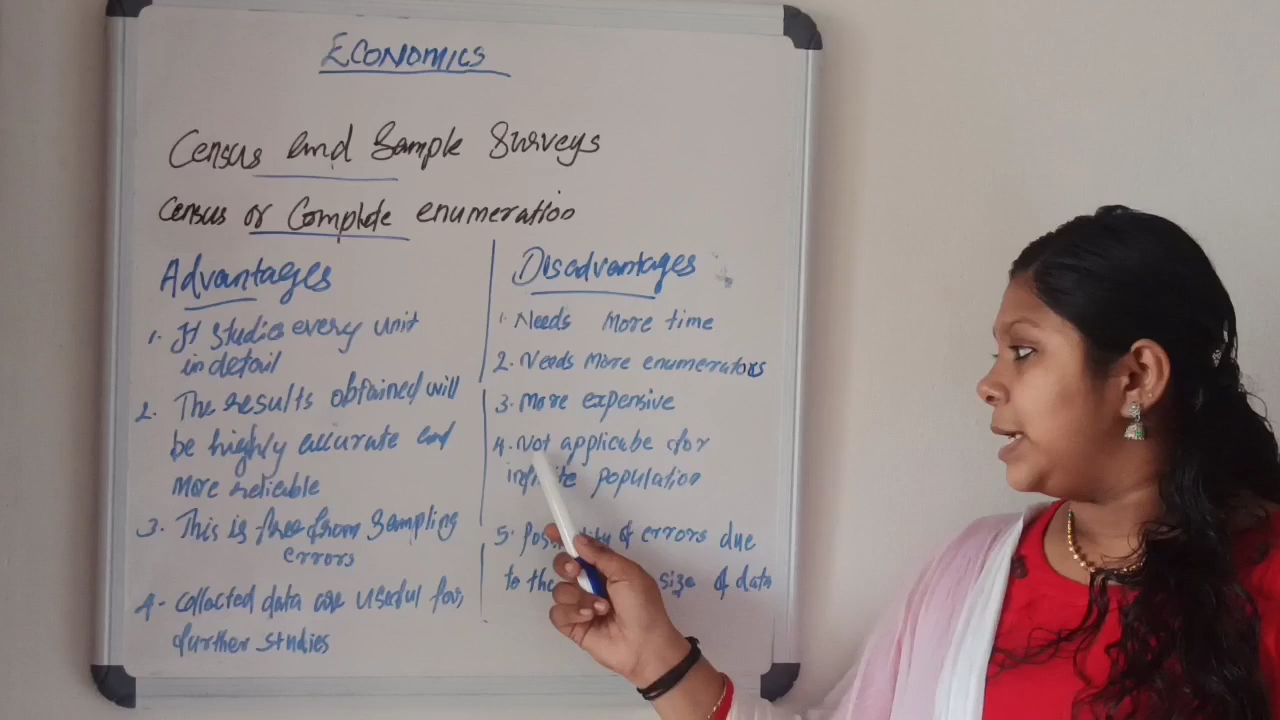 ECONOMICS
Census and Sample Surveys
Census or Complete enumeration
Advantages
1. It studies every unit
in detail
2. The results obtained will
be highly accurate and
more reliable
3. This is free from Sampling
errors
4. collected data are useful for,
further studies
Disadvantages
1. Needs More time
2. Needs More enumerators
3. More expensive
4. Not applicabe for
infinite population
5. of errors due
to the size of data